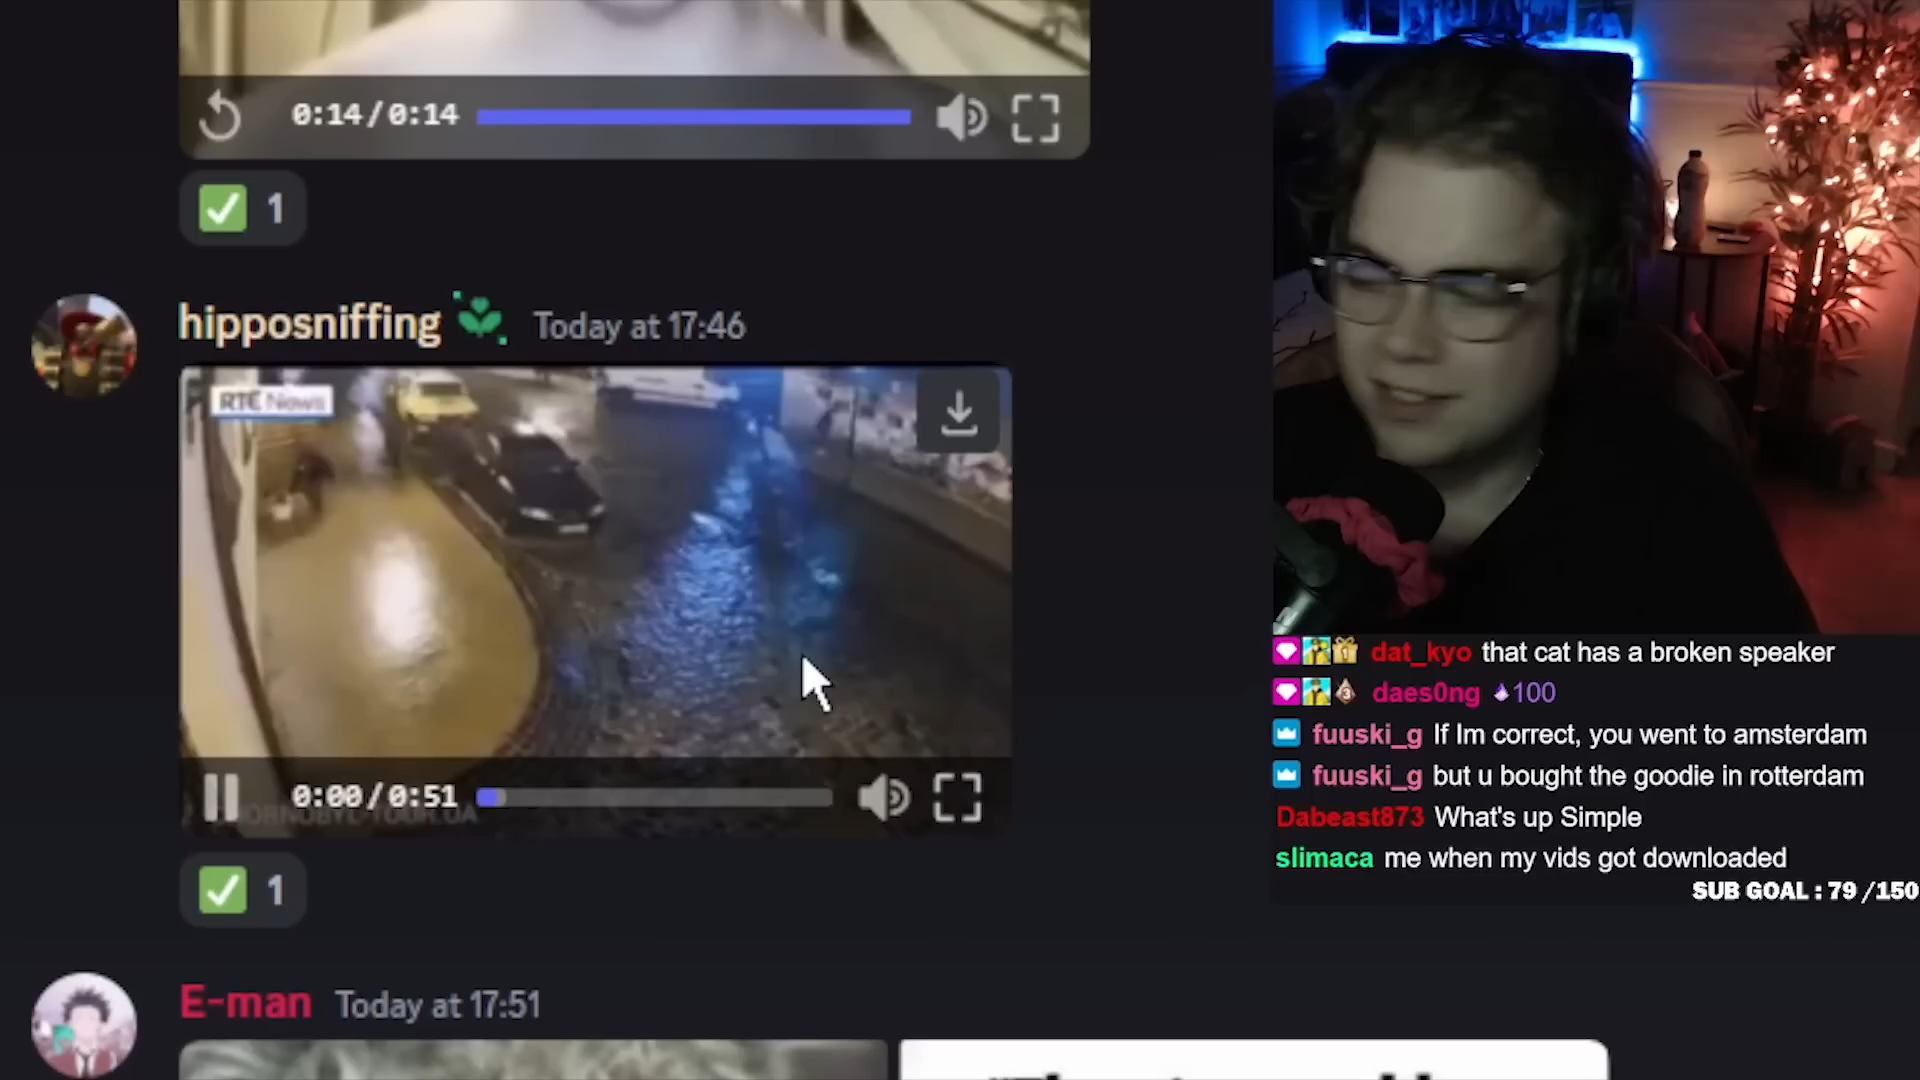 0:14/0:14
1
hipposniffing Today at 17:46
RTÉ News
0:00/0:51
1
E-man Today at 17:51
dat_kyo that cat has a broken speaker
daes0ng 100
fuuski_g If Im correct, you went to amsterdam
fuuski_g but u bought the goodie in rotterdam
Dabeast873 What's up Simple
slimaca me when my vids got downloaded
SUB GOAL : 79 /150